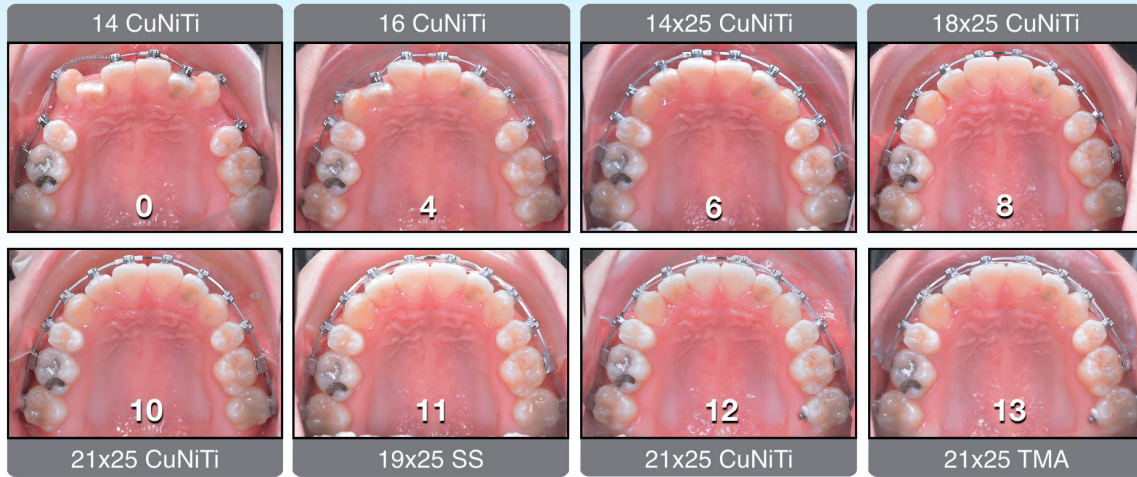 14 CuNiTi
16 CuNiTi
14x25 CuNiTi
18x25 CuNiTi
0
4
6
8
10
11
12
13
21x25 CuNiTi
19x25 SS
21x25 CuNiTi
21x25 TMA